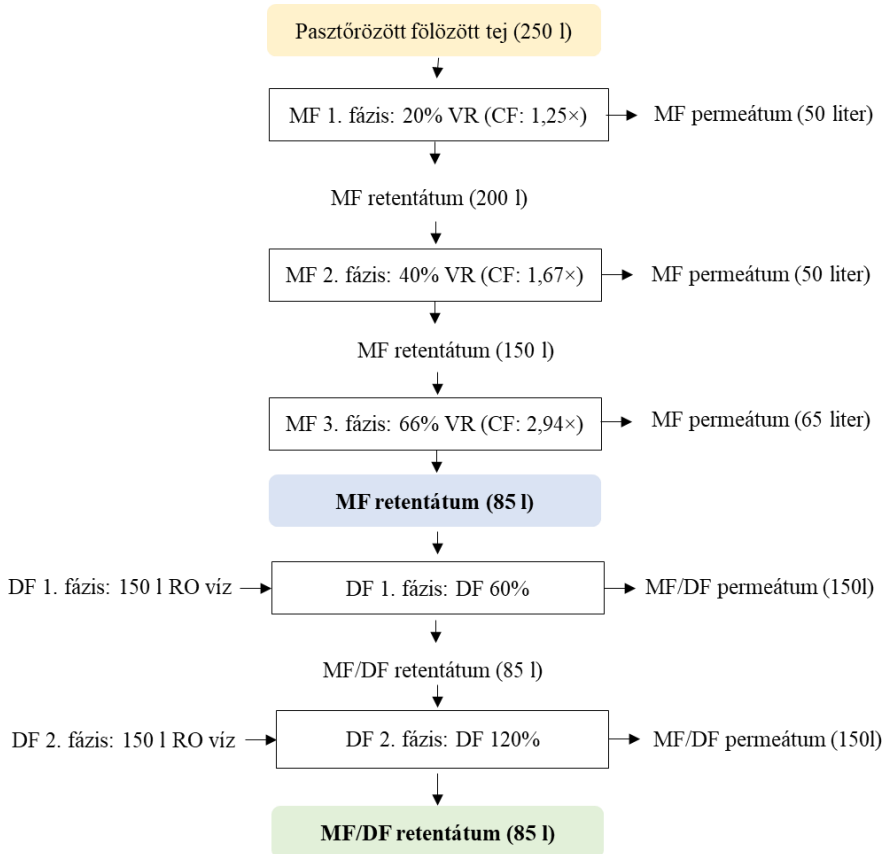 Pasztőrözött fölözött tej (250 l)
MF 1. fázis: 20% VR (CF: 1,25×)
MF permeátum (50 liter)
MF retentátum (200 l)
MF 2. fázis: 40% VR (CF: 1,67×)
MF permeátum (50 liter)
MF retentátum (150 l)
MF 3. fázis: 66% VR (CF: 2,94×)
MF permeátum (65 liter)
MF retentátum (85 l)
DF 1. fázis: 150 l RO víz
DF 1. fázis: DF 60%
MF/DF permeátum (150l)
MF/DF retentátum (85 l)
DF 2. fázis: 150 l RO víz
DF 2. fázis: DF 120%
MF/DF permeátum (150l)
MF/DF retentátum (85 l)